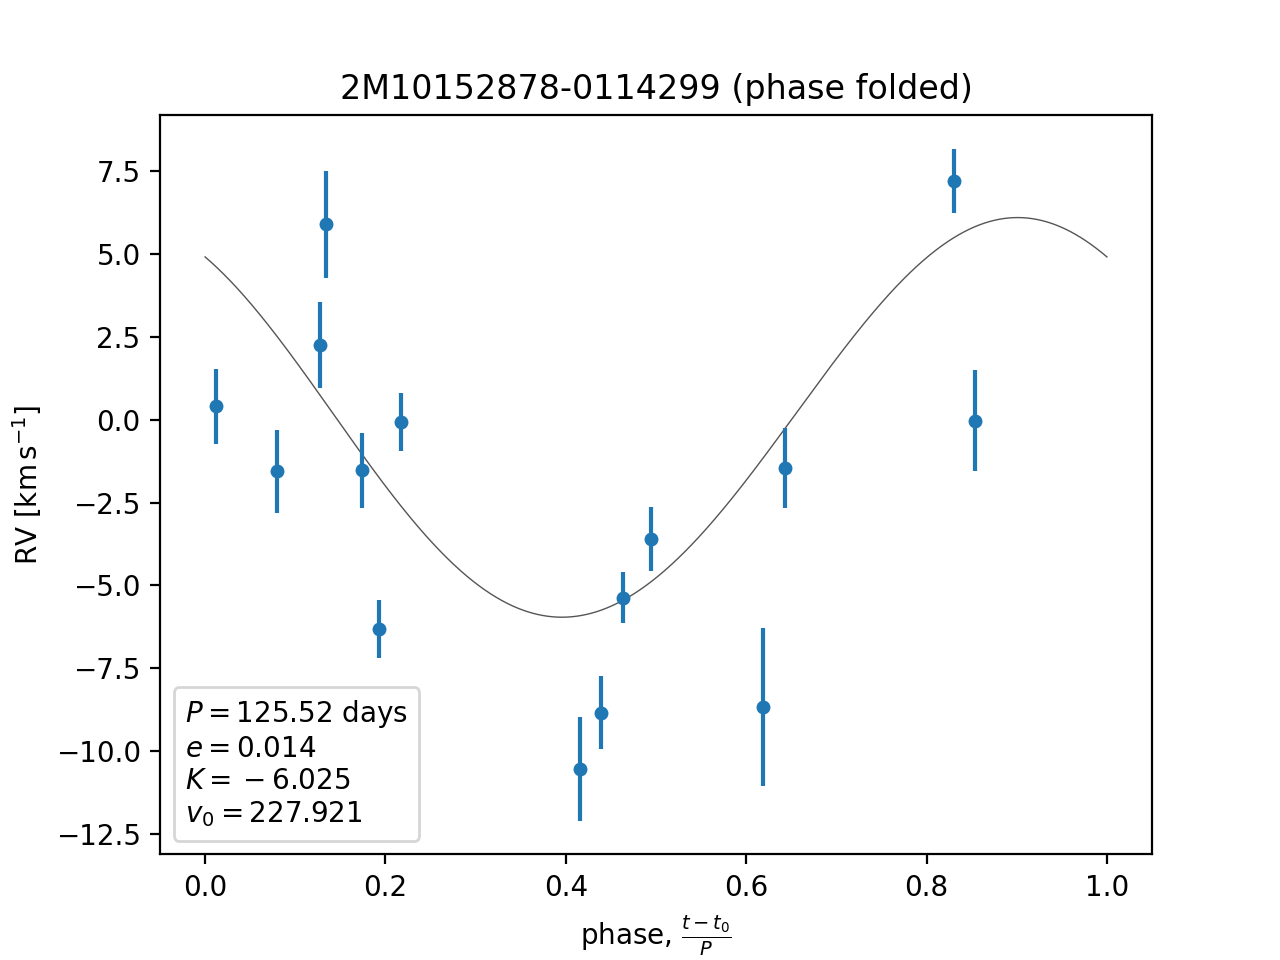 2M10152878-0114299 (phase folded)
RV [km s⁻¹]
7.5
5.0
2.5
0.0
−2.5
−5.0
−7.5
−10.0
−12.5
P = 125.52 days
e = 0.014
K = −6.025
v₀ = 227.921
0.0 0.2 0.4 0.6 0.8 1.0
phase, (t − t₀)/P